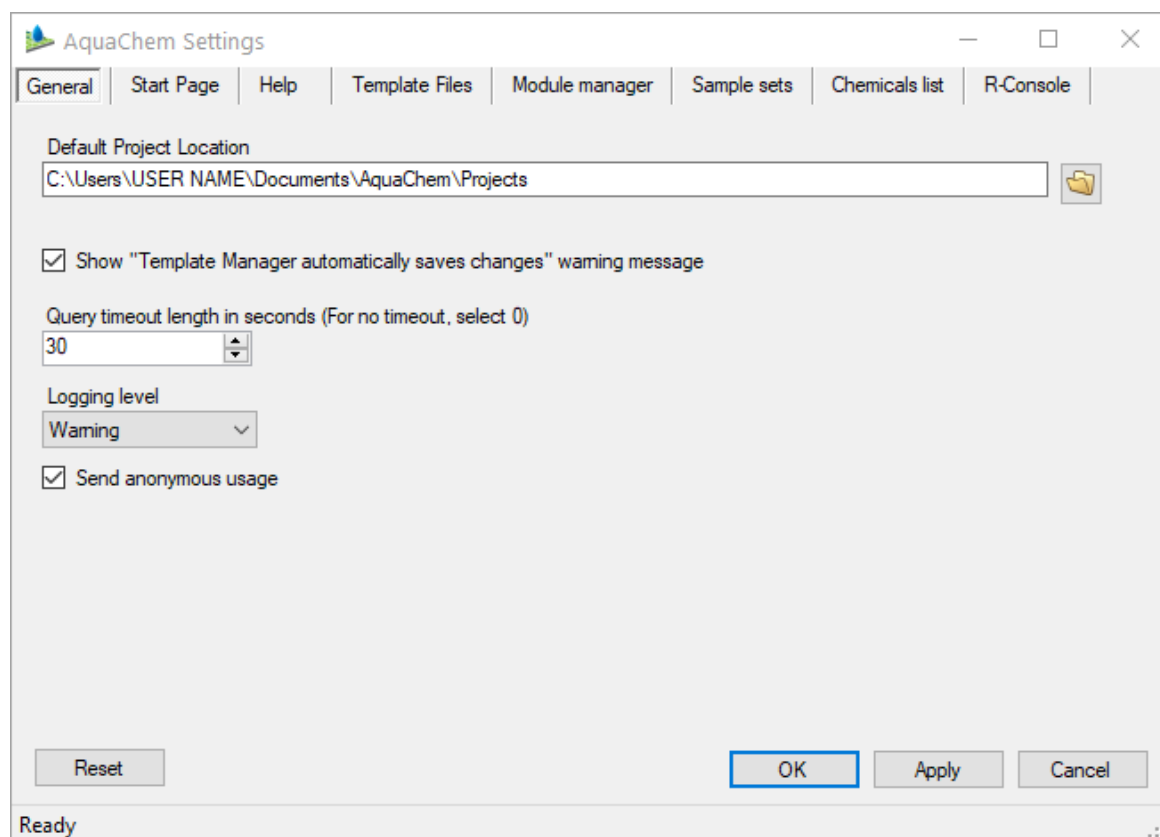 AquaChem Settings
General Start Page Help Template Files Module manager Sample sets Chemicals list R-Console
Default Project Location
C:\Users\USER NAME\Documents\AquaChem\Projects
Show "Template Manager automatically saves changes" warning message
Query timeout length in seconds (For no timeout, select 0)
30
Logging level
Warning
Send anonymous usage
Reset OK Apply Cancel
Ready